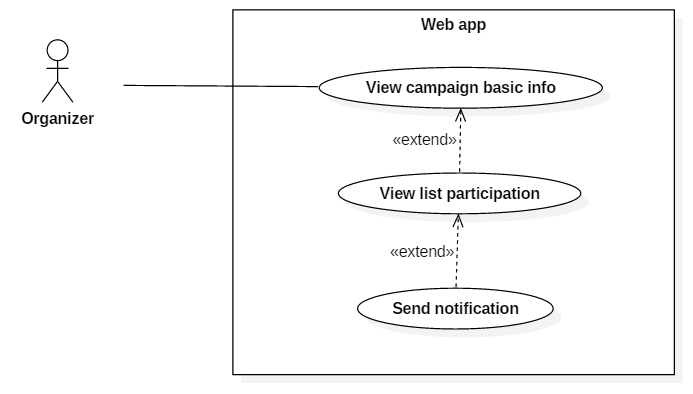 Web app
Organizer
View campaign basic info
«extend»
View list participation
«extend»
Send notification